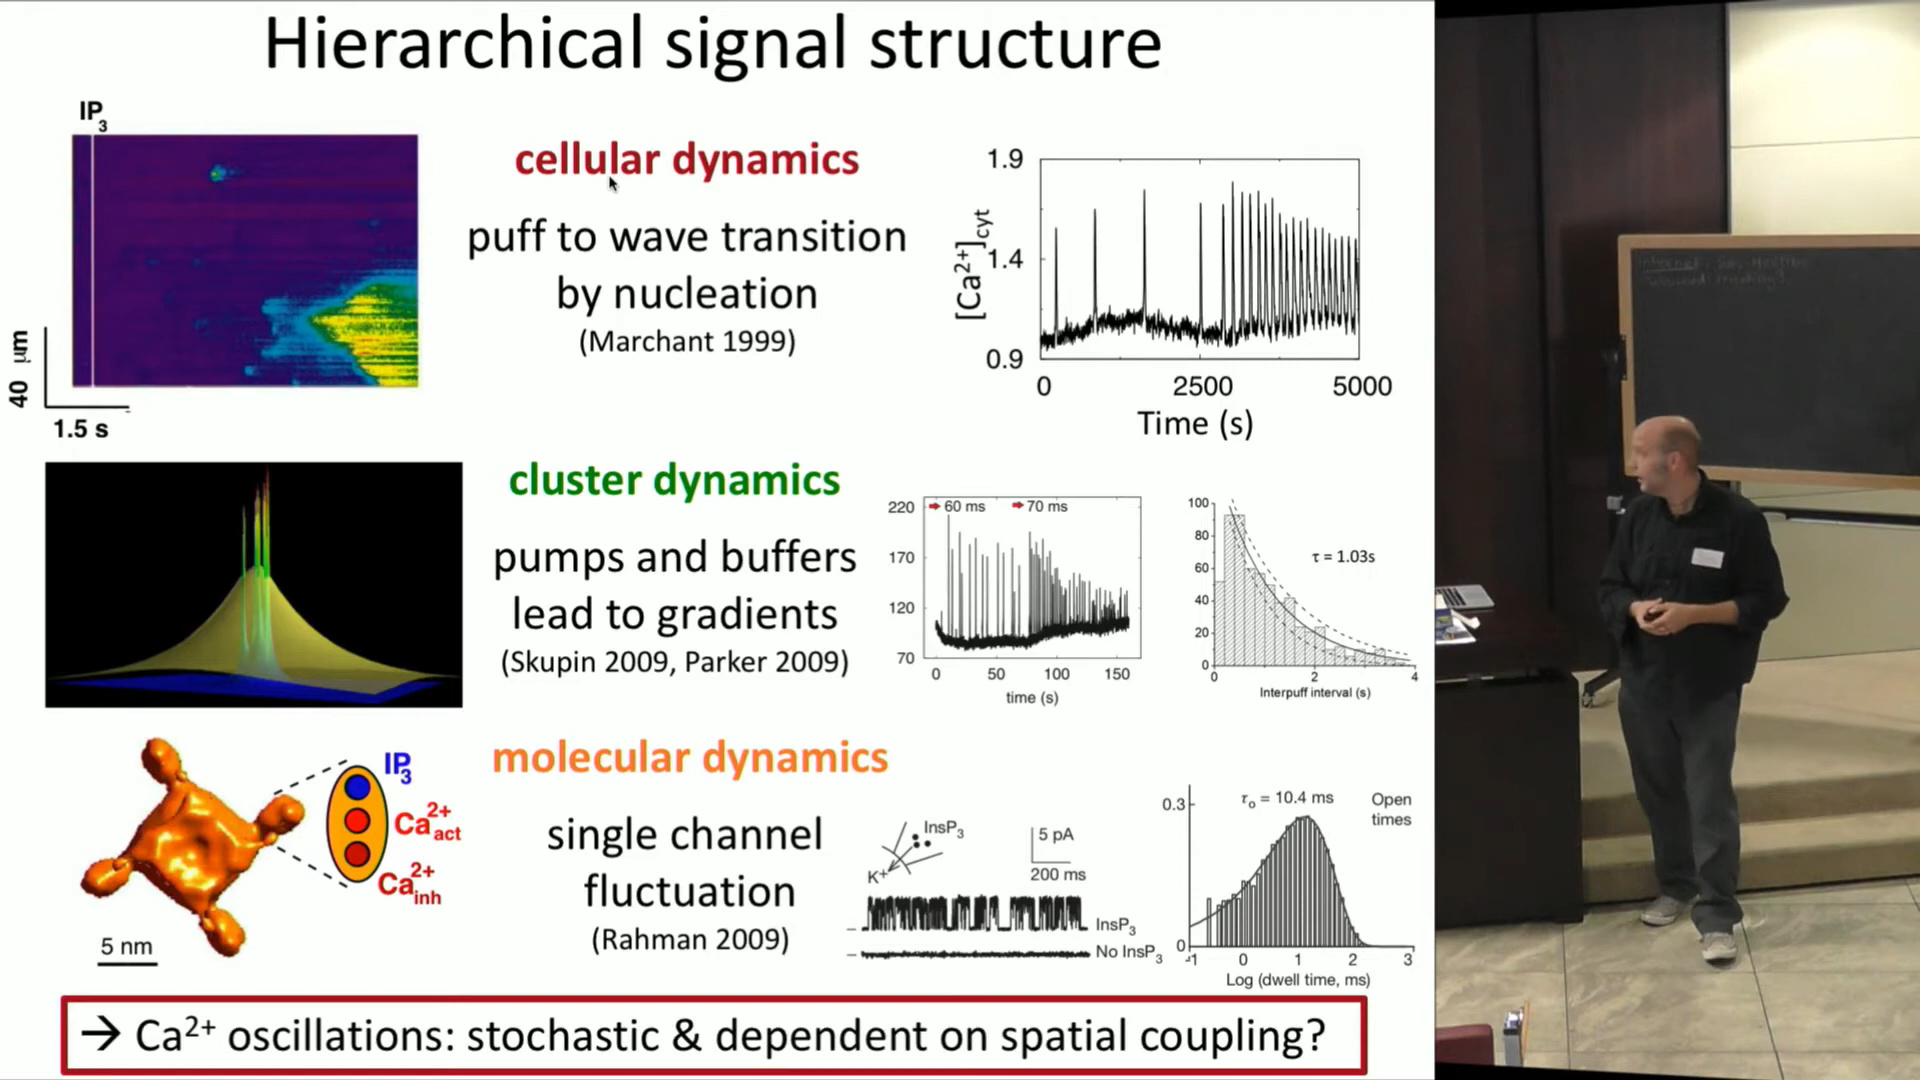 Hierarchical signal structure
IP3
40 µm
1.5 s
cellular dynamics
puff to wave transition
by nucleation
(Marchant 1999)
[Ca2+]cyt
1.9
1.4
0.9
0 2500 5000
Time (s)
cluster dynamics
pumps and buffers
lead to gradients
(Skupin 2009, Parker 2009)
220
170
120
70
60 ms 70 ms
0 50 100 150
time (s)
100
80
60
40
20
0
τ = 1.03s
0 2 4
Interpuff interval (s)
IP3
Ca2+act
Ca2+inh
5 nm
molecular dynamics
single channel
fluctuation
(Rahman 2009)
InsP3
K+
5 pA
200 ms
InsP3
No InsP3
0.3
0
τo = 10.4 ms
Open
times
-1 0 1 2 3
Log (dwell time, ms)
→ Ca2+ oscillations: stochastic & dependent on spatial coupling?